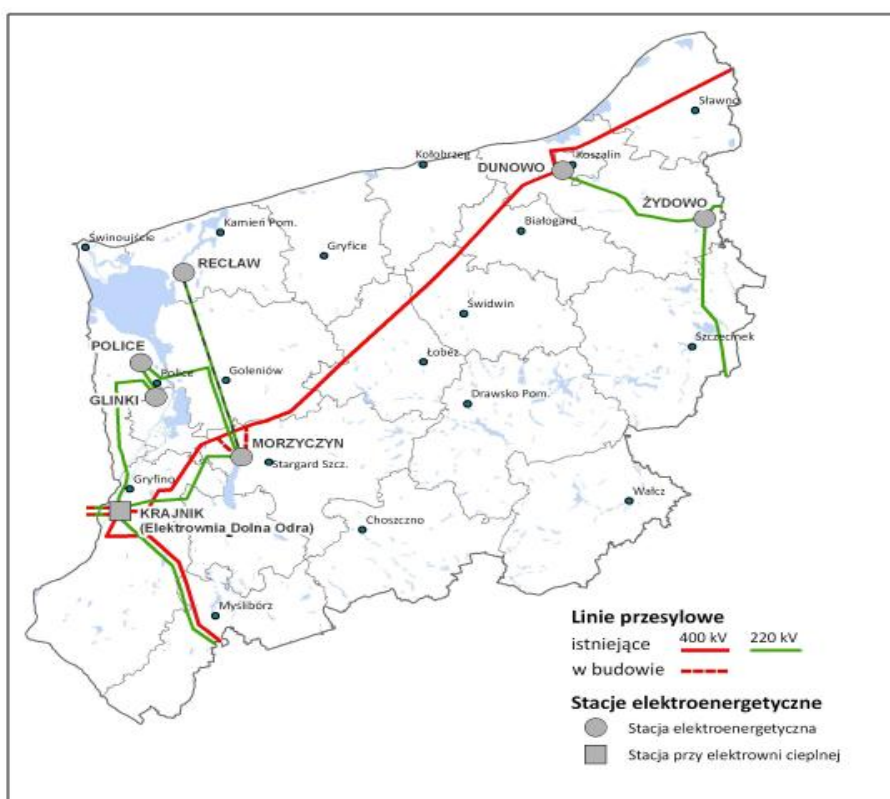 Sławno
Kołobrzeg
Koszalin
DUNOWO
ŻYDOWO
Kamień Pom.
Świnoujście
Białogard
Gryfice
RECŁAW
Świdwin
Szczecinek
POLICE
Łobez
Police
Goleniów
GLINKI
Drawsko Pom.
MORZYCZYN
Stargard Szcz.
Gryfino
Wałcz
KRAJNIK
(Elektrownia Dolna Odra)
Choszczno
Myślibórz
Linie przesyłowe
istniejące 400 kV 220 kV
w budowie
Stacje elektroenergetyczne
Stacja elektroenergetyczna
Stacja przy elektrowni cieplnej